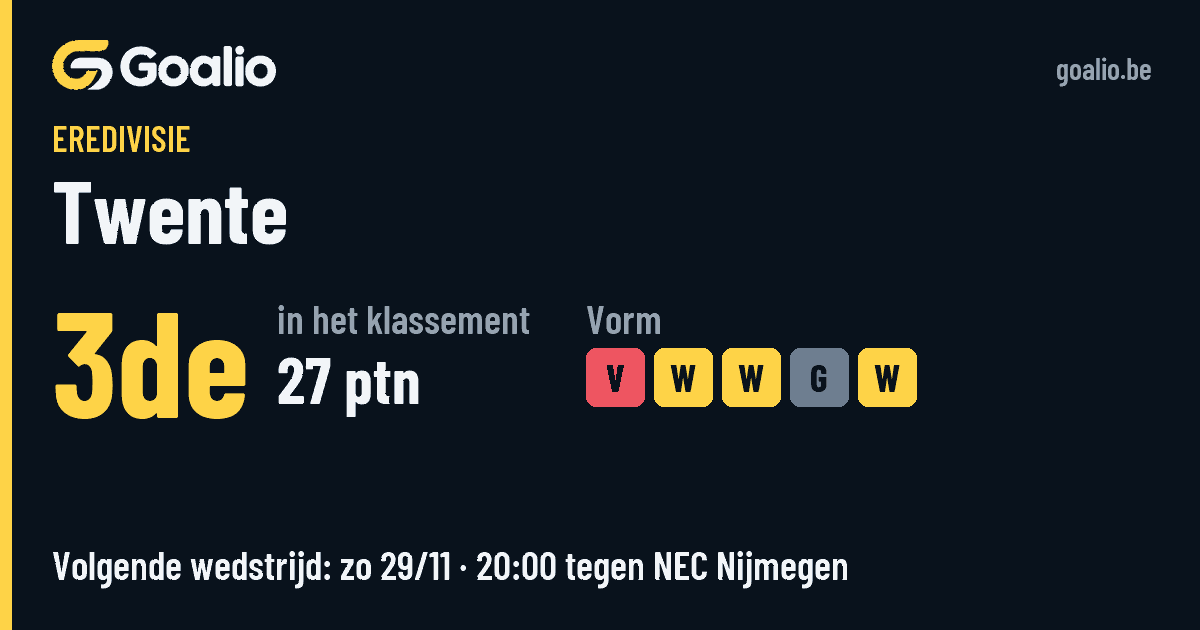 Goalio
goalio.be
EREDIVISIE
Twente
3de
in het klassement
27 ptn
Vorm
V W W G W
Volgende wedstrijd: zo 29/11 · 20:00 tegen NEC Nijmegen